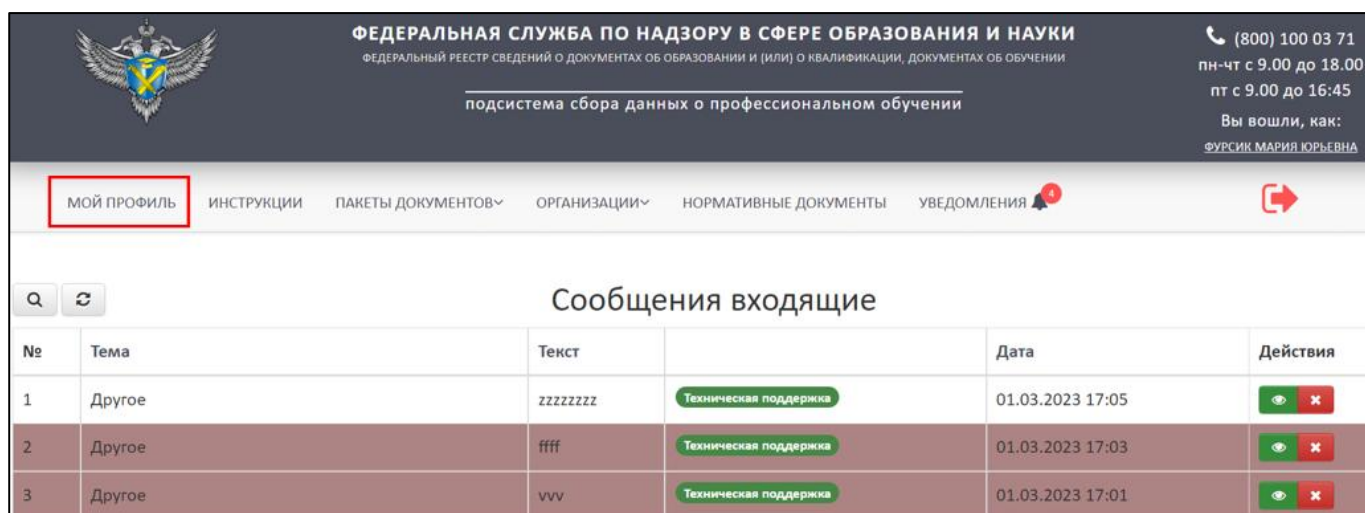 ФЕДЕРАЛЬНАЯ СЛУЖБА ПО НАДЗОРУ В СФЕРЕ ОБРАЗОВАНИЯ И НАУКИ
ФЕДЕРАЛЬНЫЙ РЕЕСТР СВЕДЕНИЙ О ДОКУМЕНТАХ ОБ ОБРАЗОВАНИИ И (ИЛИ) О КВАЛИФИКАЦИИ, ДОКУМЕНТАХ ОБ ОБУЧЕНИИ
подсистема сбора данных о профессиональном обучении
(800) 100 03 71
пн-чт с 9.00 до 18.00
пт с 9.00 до 16:45
Вы вошли, как:
ФУРСИК МАРИЯ ЮРЬЕВНА
МОЙ ПРОФИЛЬ ИНСТРУКЦИИ ПАКЕТЫ ДОКУМЕНТОВ ОРГАНИЗАЦИИ НОРМАТИВНЫЕ ДОКУМЕНТЫ УВЕДОМЛЕНИЯ 4
Сообщения входящие
№ Тема Текст Дата Действия
1 Другое zzzzzzzz Техническая поддержка 01.03.2023 17:05
2 Другое ffff Техническая поддержка 01.03.2023 17:03
3 Другое vvv Техническая поддержка 01.03.2023 17:01